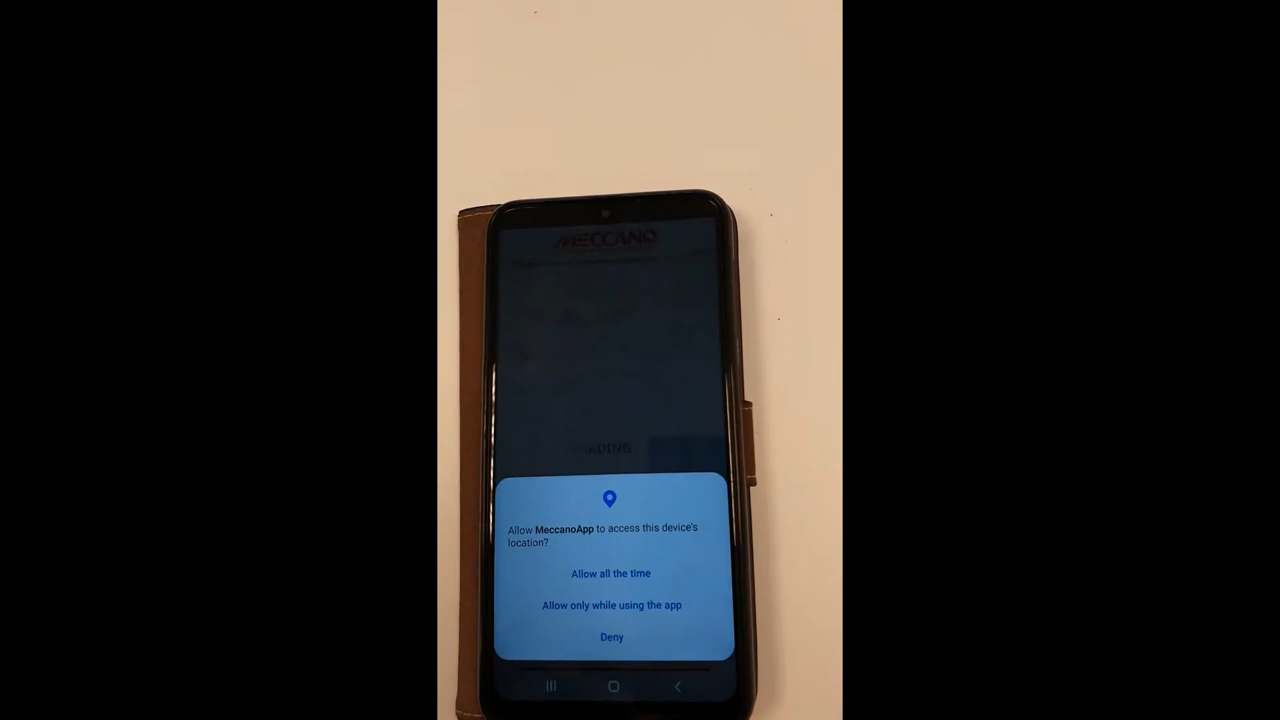 MECCANO
Allow MeccanoApp to access this device's
location?
Allow all the time
Allow only while using the app
Deny